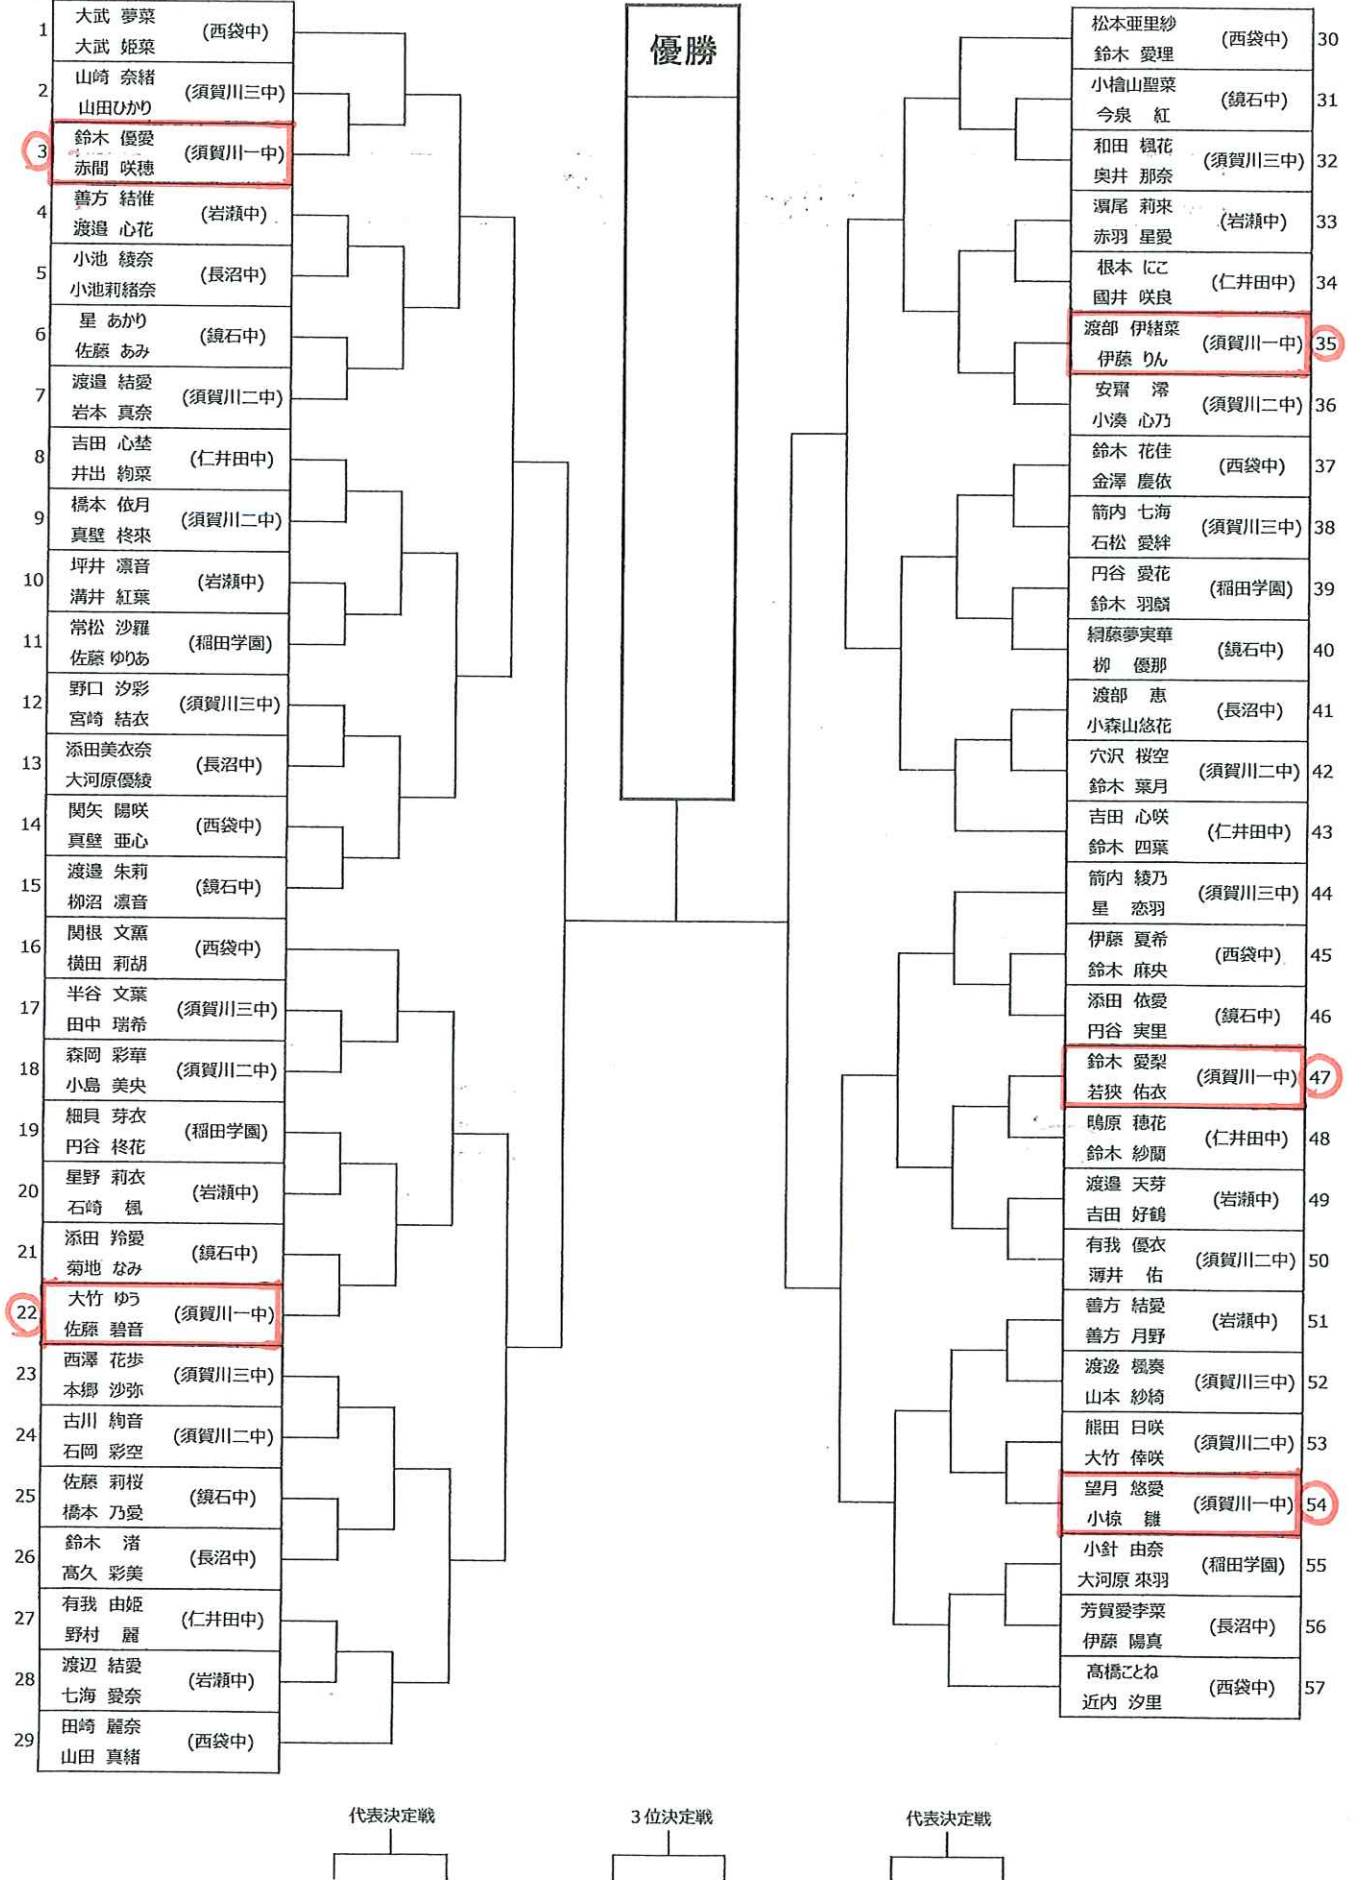 優勝
1
大武 夢菜
大武 姫菜
(西袋中)
2
山崎 奈緒
山田ひかり
(須賀川三中)
3
鈴木 優愛
赤間 咲穂
(須賀川一中)
4
善方 結惟
渡邉 心花
(岩瀬中)
5
小池 綾奈
小池莉緒奈
(長沼中)
6
星 あかり
佐藤 あみ
(鏡石中)
7
渡邉 結愛
岩本 真奈
(須賀川二中)
8
吉田 心埜
井出 絢菜
(仁井田中)
9
橋本 依月
真壁 柊來
(須賀川二中)
10
坪井 凛音
溝井 紅葉
(岩瀬中)
11
常松 沙羅
佐藤 ゆりあ
(稲田学園)
12
野口 汐彩
宮崎 結衣
(須賀川三中)
13
添田美衣奈
大河原優綾
(長沼中)
14
関矢 陽咲
真壁 亜心
(西袋中)
15
渡邉 朱莉
柳沼 凛音
(鏡石中)
16
関根 文薫
横田 莉胡
(西袋中)
17
半谷 文葉
田中 瑞希
(須賀川三中)
18
森岡 彩華
小島 美央
(須賀川二中)
19
細貝 芽衣
円谷 柊花
(稲田学園)
20
星野 莉衣
石崎 楓
(岩瀬中)
21
添田 羚愛
菊地 なみ
(鏡石中)
22
大竹 ゆう
佐藤 碧音
(須賀川一中)
23
西澤 花歩
本郷 沙弥
(須賀川三中)
24
古川 絢音
石岡 彩空
(須賀川二中)
25
佐藤 莉桜
橋本 乃愛
(鏡石中)
26
鈴木 渚
髙久 彩美
(長沼中)
27
有我 由姫
野村 麗
(仁井田中)
28
渡辺 結愛
七海 愛奈
(岩瀬中)
29
田崎 麗奈
山田 真緒
(西袋中)
松本亜里紗
鈴木 愛理
(西袋中)
30
小檜山聖菜
今泉 紅
(鏡石中)
31
和田 楓花
奥井 那奈
(須賀川三中)
32
濵尾 莉来
赤羽 星愛
(岩瀬中)
33
根本 にこ
國井 咲良
(仁井田中)
34
渡部 伊緒菜
伊藤 りん
(須賀川一中)
35
安齋 澪
小湊 心乃
(須賀川二中)
36
鈴木 花佳
金澤 慶依
(西袋中)
37
箭内 七海
石松 愛絆
(須賀川三中)
38
円谷 愛花
鈴木 羽麟
(稲田学園)
39
綱藤夢実華
柳 優那
(鏡石中)
40
渡部 恵
小森山悠花
(長沼中)
41
穴沢 桜空
鈴木 葉月
(須賀川二中)
42
吉田 心咲
鈴木 四葉
(仁井田中)
43
箭内 綾乃
星 恋羽
(須賀川三中)
44
伊藤 夏希
鈴木 麻央
(西袋中)
45
添田 依愛
円谷 実里
(鏡石中)
46
鈴木 愛梨
若狭 佑衣
(須賀川一中)
47
鴫原 穂花
鈴木 紗蘭
(仁井田中)
48
渡邉 天芽
吉田 好鶴
(岩瀬中)
49
有我 優衣
薄井 佑
(須賀川二中)
50
善方 結愛
善方 月野
(岩瀬中)
51
渡邊 楓奏
山本 紗綺
(須賀川三中)
52
熊田 日咲
大竹 倖咲
(須賀川二中)
53
望月 悠愛
小椋 雛
(須賀川一中)
54
小針 由奈
大河原 來羽
(稲田学園)
55
芳賀愛李菜
伊藤 陽真
(長沼中)
56
髙橋ことね
近内 汐里
(西袋中)
57
代表決定戦
3位決定戦
代表決定戦